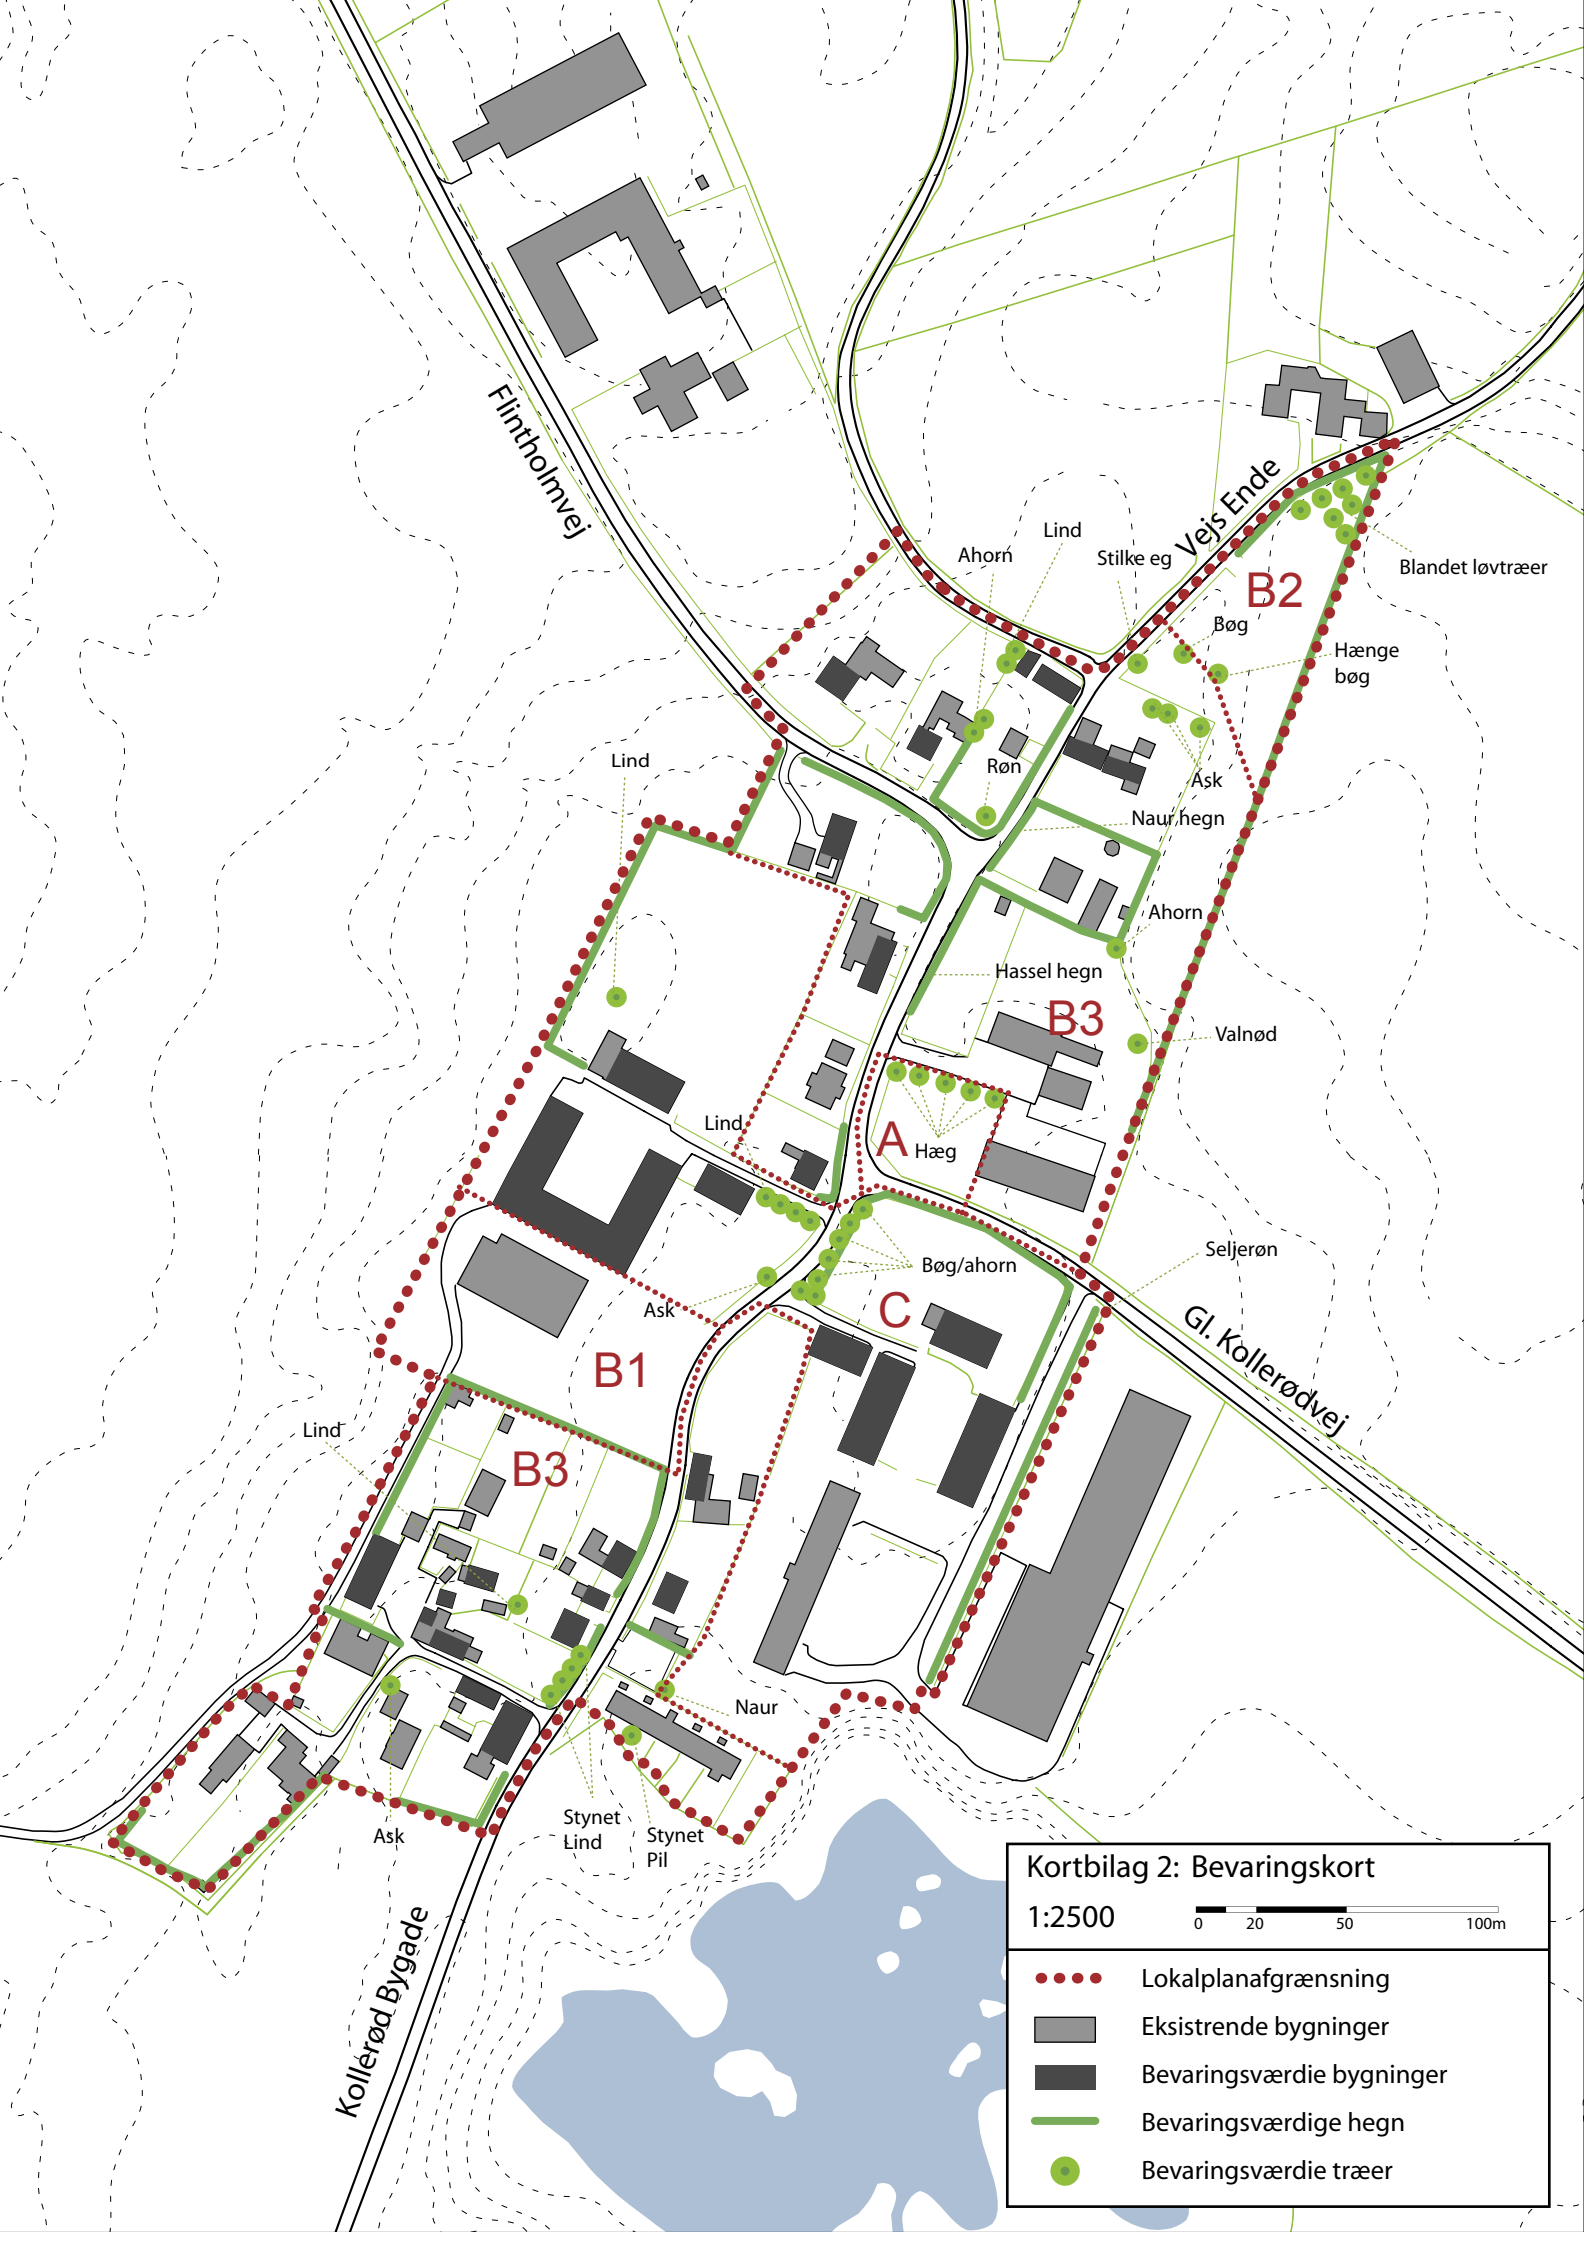 Flintholmvej
Vejs Ende
Lind
Ahorn
Stilke eg
Blandet løvtræer
B2
Bøg
Hænge
bøg
Lind
Røn
Ask
Naur hegn
Ahorn
Hassel hegn
B3
Valnød
Lind
A
Hæg
Seljerøn
Bøg/ahorn
Ask
C
Gl. Kollerødvej
B1
Lind
B3
Naur
Stynet
Lind
Stynet
Pil
Ask
Kollerød Bygade
Kortbilag 2: Bevaringskort
1:2500
0 20 50 100m
Lokalplanafgrænsning
Eksistrende bygninger
Bevaringsværdie bygninger
Bevaringsværdige hegn
Bevaringsværdie træer